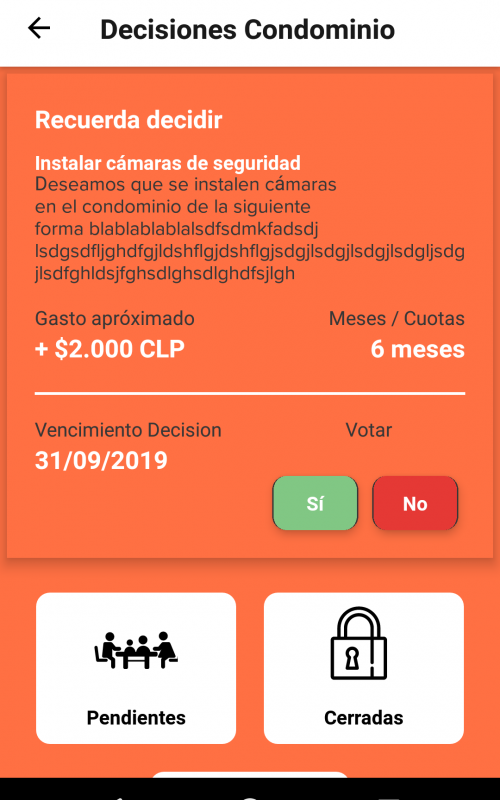 Decisiones Condominio
Recuerda decidir
Instalar cámaras de seguridad
Deseamos que se instalen cámaras
en el condominio de la siguiente
forma blablablablalsdfsdmkfadsdj
lsdgsdfljghdfgjldshflgjdshflgjsdgjlsdgjlsdgjlsdgljsdg
jlsdfghldsjfghsdlghsdlghdfsjlgh
Gasto apróximado
Meses / Cuotas
+ $2.000 CLP
6 meses
Vencimiento Decision
Votar
31/09/2019
Sí
No
Pendientes
Cerradas